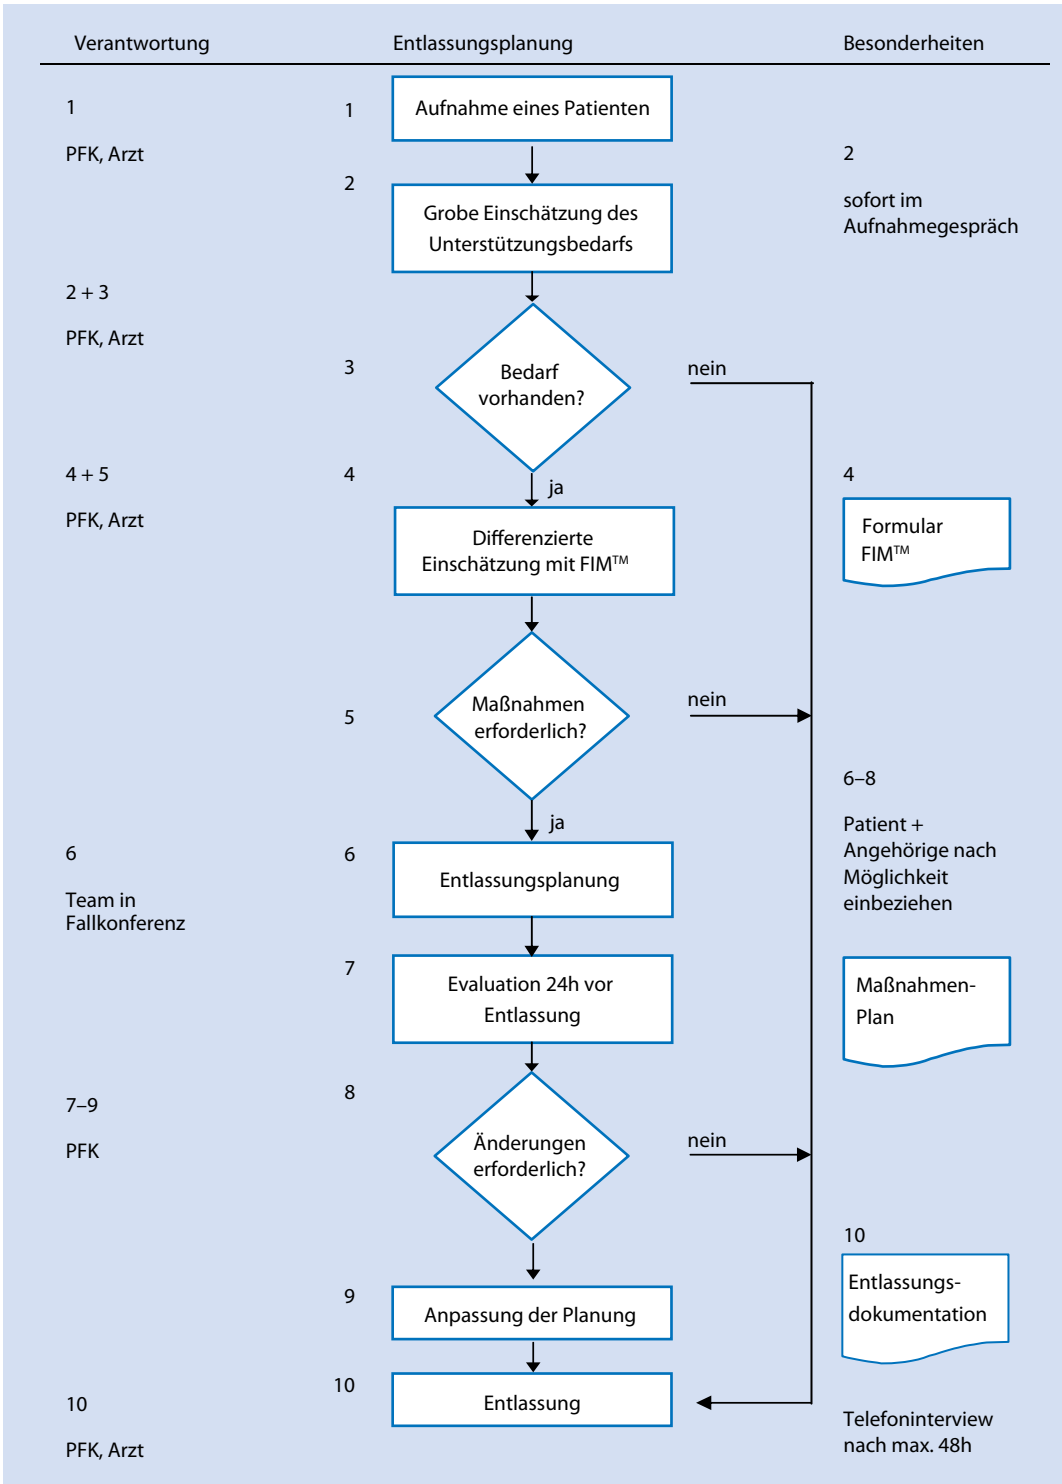 Verantwortung Entlassungsplanung Besonderheiten
1
PFK, Arzt
1
Aufnahme eines Patienten
2
Grobe Einschätzung des
Unterstützungsbedarfs
2
sofort im
Aufnahmegespräch
2 + 3
PFK, Arzt
3
Bedarf
vorhanden?
nein
ja
4 + 5
PFK, Arzt
4
Differenzierte
Einschätzung mit FIM™
4
Formular
FIM™
5
Maßnahmen
erforderlich?
nein
ja
6
Team in
Fallkonferenz
6
Entlassungsplanung
6–8
Patient +
Angehörige nach
Möglichkeit
einbeziehen
7
Evaluation 24h vor
Entlassung
Maßnahmen-
Plan
7–9
PFK
8
Änderungen
erforderlich?
nein
9
Anpassung der Planung
10
Entlassungs-
dokumentation
10
PFK, Arzt
10
Entlassung
Telefoninterview
nach max. 48h